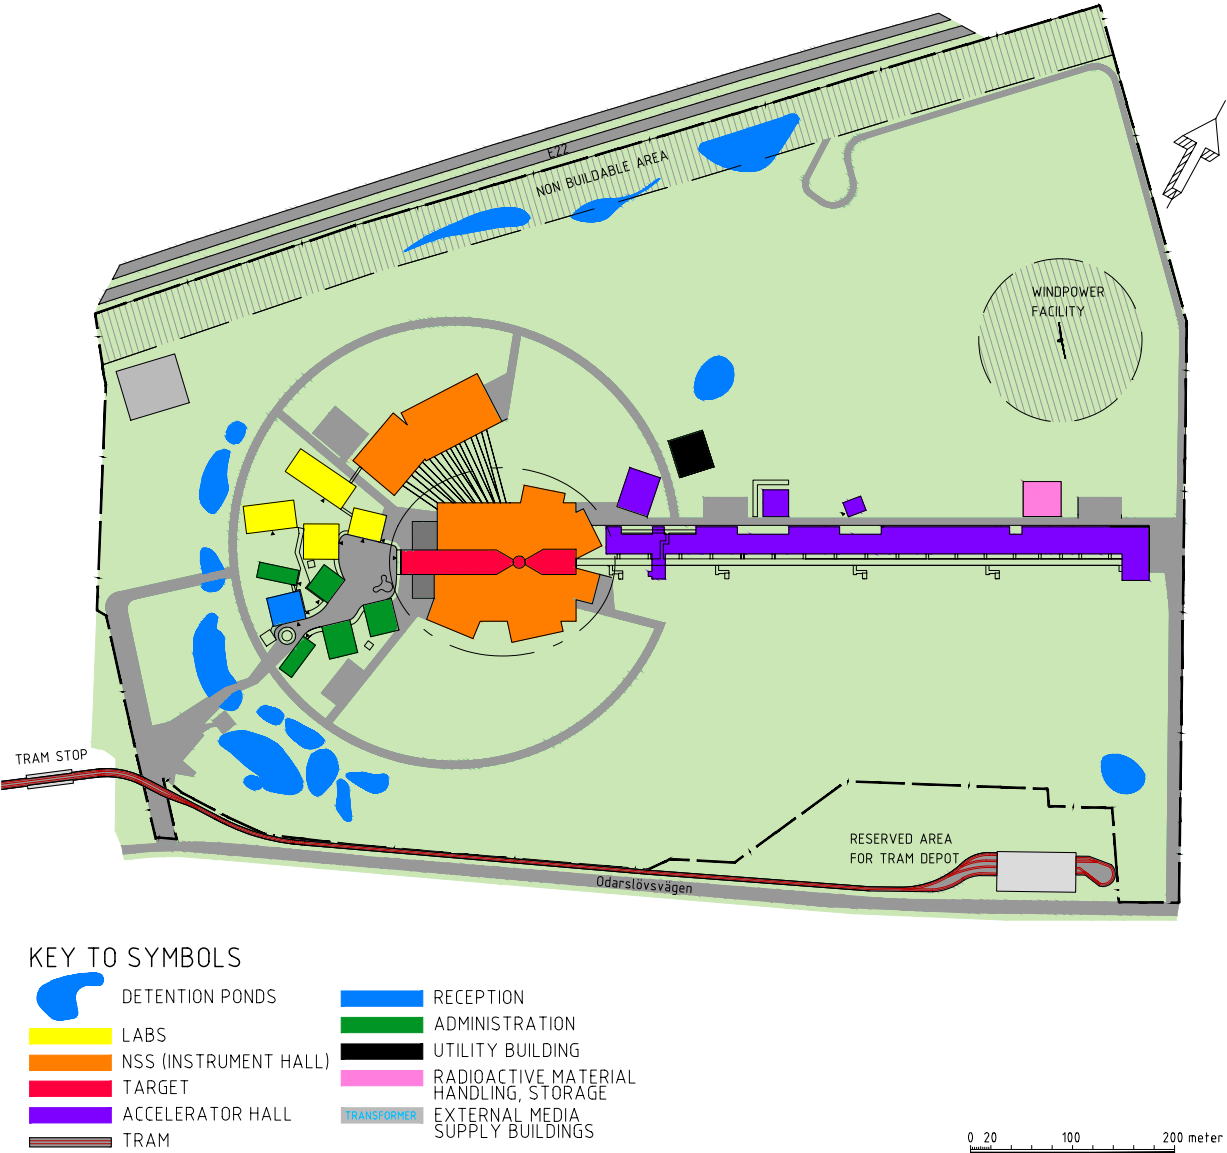 E22
NON BUILDABLE AREA
WINDPOWER
FACILITY
TRAM STOP
RESERVED AREA
FOR TRAM DEPOT
Odarslövsvägen
KEY TO SYMBOLS
DETENTION PONDS
LABS
NSS (INSTRUMENT HALL)
TARGET
ACCELERATOR HALL
TRAM
RECEPTION
ADMINISTRATION
UTILITY BUILDING
RADIOACTIVE MATERIAL
HANDLING, STORAGE
TRANSFORMER
EXTERNAL MEDIA
SUPPLY BUILDINGS
0 20 100 200 meter